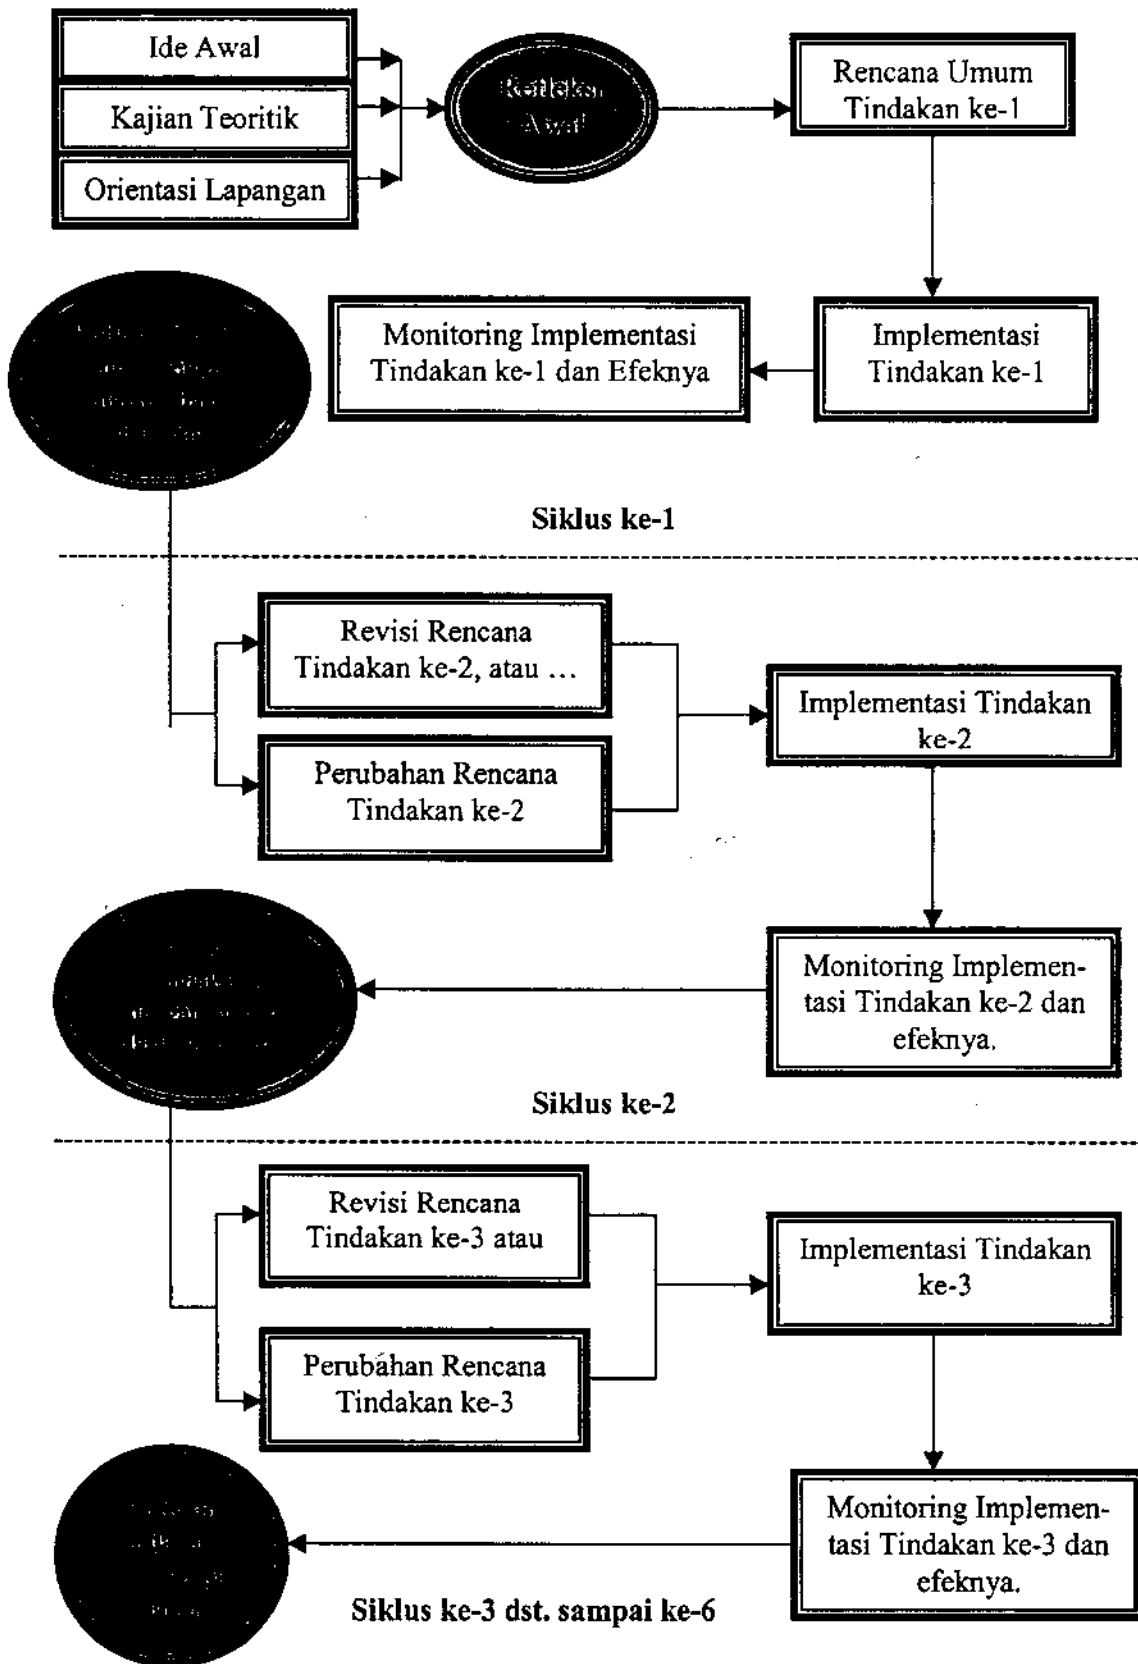 Ide Awal
Kajian Teoritik
Orientasi Lapangan
Refleksi
Awal
Rencana Umum
Tindakan ke-1
Monitoring Implementasi
Tindakan ke-1 dan Efeknya
Implementasi
Tindakan ke-1
Siklus ke-1
Revisi Rencana
Tindakan ke-2, atau ...
Perubahan Rencana
Tindakan ke-2
Implementasi Tindakan
ke-2
Monitoring Implemen-
tasi Tindakan ke-2 dan
efeknya.
Siklus ke-2
Revisi Rencana
Tindakan ke-3 atau
Perubahan Rencana
Tindakan ke-3
Implementasi Tindakan
ke-3
Monitoring Implemen-
tasi Tindakan ke-3 dan
efeknya.
Siklus ke-3 dst. sampai ke-6